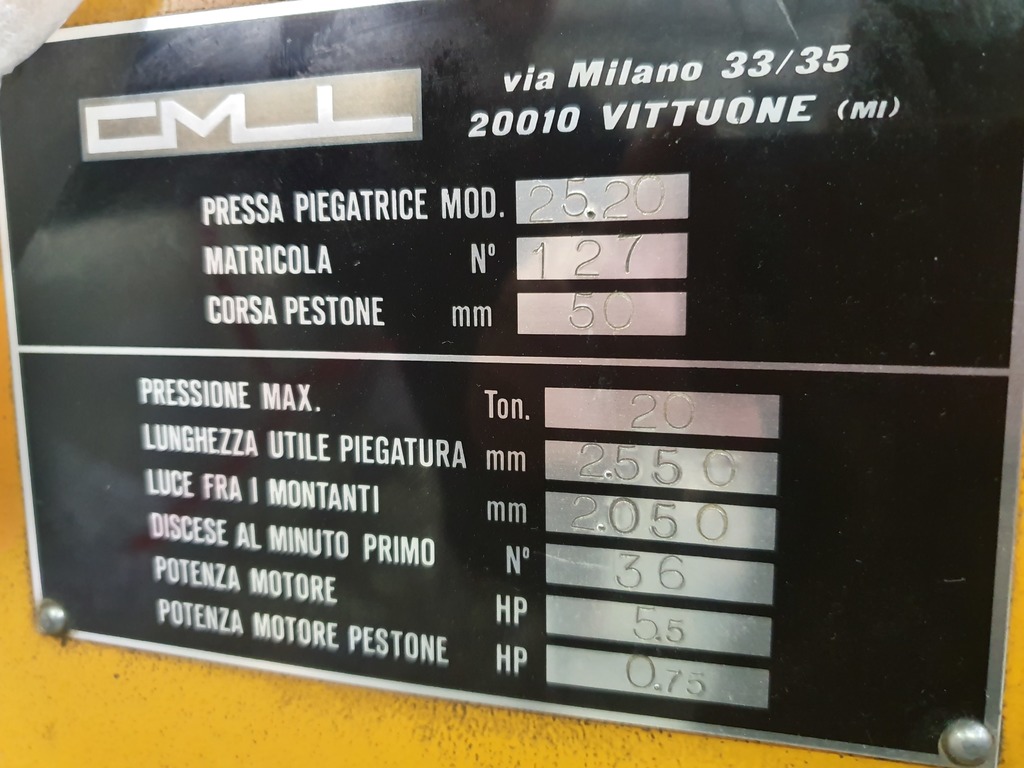 CMLL
via Milano 33/35
20010 VITTUONE (MI)
PRESSA PIEGATRICE MOD. 25.20
MATRICOLA N° 127
CORSA PESTONE mm 50
PRESSIONE MAX. Ton. 20
LUNGHEZZA UTILE PIEGATURA mm 2.550
LUCE FRA I MONTANTI mm 2.050
DISCESE AL MINUTO PRIMO N° 36
POTENZA MOTORE HP 5.5
POTENZA MOTORE PESTONE HP 0.75